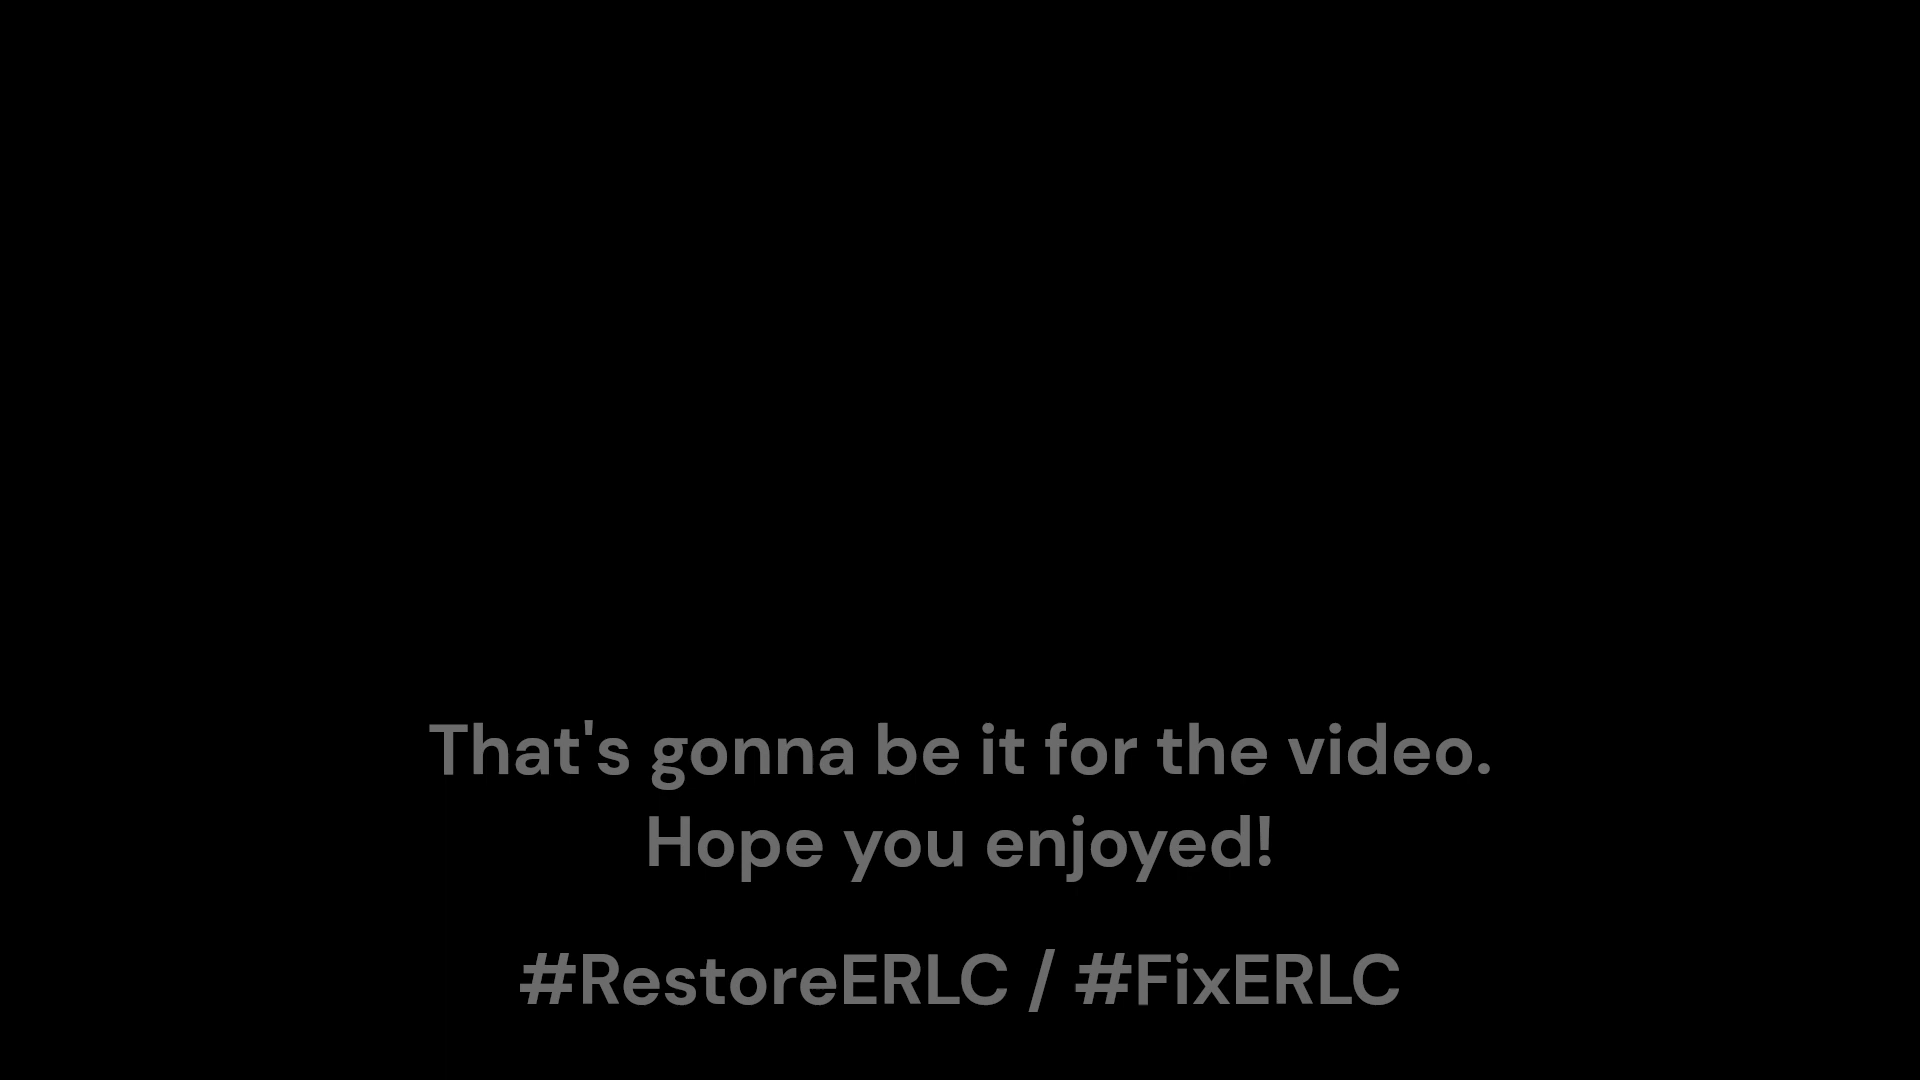 That's gonna be it for the video.
Hope you enjoyed!
#RestoreERLC / #FixERLC